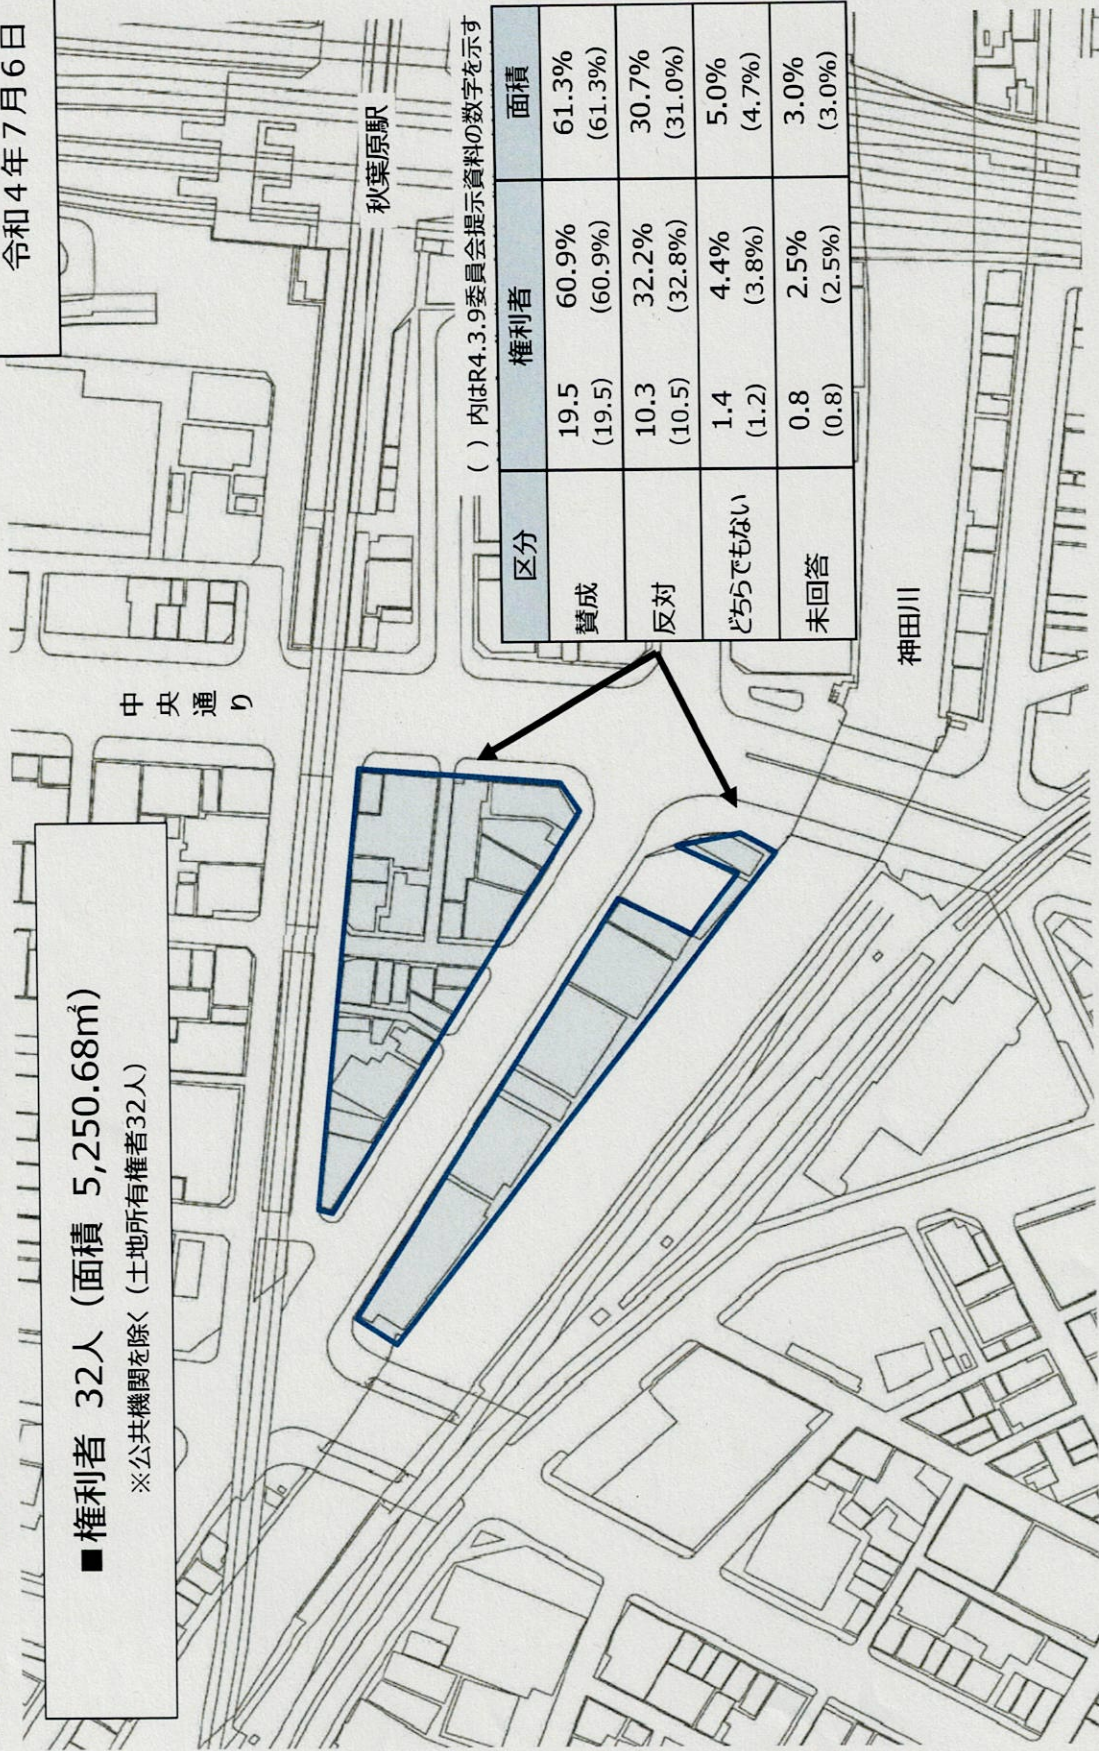 令和4年7月6日
■権利者 32人（面積 5,250.68㎡）
※公共機関を除く（土地所有権者32人）
中央通り
秋葉原駅
（ ）内はR4.3.9委員会提示資料の数字を示す
区分 権利者 面積
賛成 19.5 60.9% 61.3%
(19.5) (60.9%) (61.3%)
反対 10.3 32.2% 30.7%
(10.5) (32.8%) (31.0%)
どちらでもない 1.4 4.4% 5.0%
(1.2) (3.8%) (4.7%)
未回答 0.8 2.5% 3.0%
(0.8) (2.5%) (3.0%)
神田川